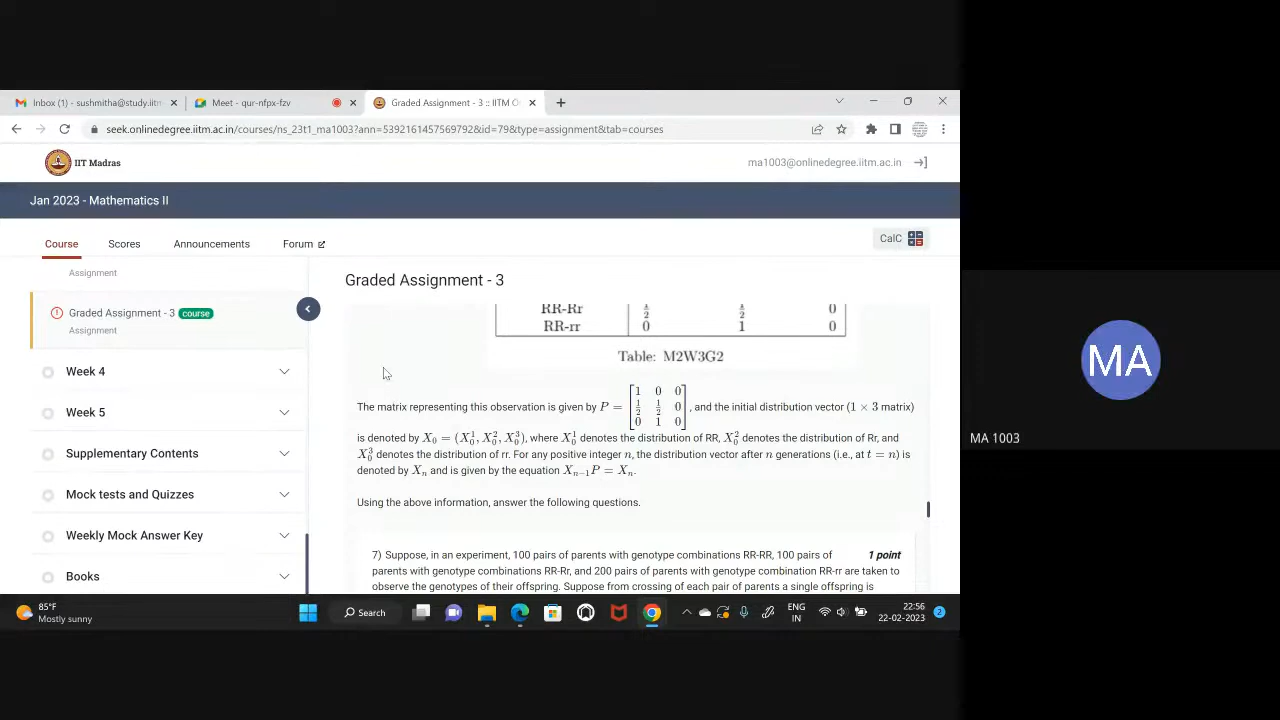 Inbox (1) - sushmitha@study.iitm
Meet - qur-nfpx-fzv
Graded Assignment - 3 :: IITM O
seek.onlinedegree.iitm.ac.in/courses/ns_23t1_ma1003?ann=5392161457569792&id=79&type=assignment&tab=courses
IIT Madras
ma1003@onlinedegree.iitm.ac.in
Jan 2023 - Mathematics II
Course Scores Announcements Forum
CalC
Assignment
Graded Assignment - 3 course
Assignment
Week 4
Week 5
Supplementary Contents
Mock tests and Quizzes
Weekly Mock Answer Key
Books
Graded Assignment - 3
RR-Rr 1/2 1/2 0
RR-rr 0 1 0
Table: M2W3G2
The matrix representing this observation is given by P = [1 0 0; 1/2 1/2 0; 0 1 0], and the initial distribution vector (1 × 3 matrix)
is denoted by X₀ = (X₀¹, X₀², X₀³), where X₀¹ denotes the distribution of RR, X₀² denotes the distribution of Rr, and
X₀³ denotes the distribution of rr. For any positive integer n, the distribution vector after n generations (i.e., at t = n) is
denoted by Xₙ and is given by the equation Xₙ₋₁P = Xₙ.
Using the above information, answer the following questions.
7) Suppose, in an experiment, 100 pairs of parents with genotype combinations RR-RR, 100 pairs of 1 point
parents with genotype combinations RR-Rr, and 200 pairs of parents with genotype combination RR-rr are taken to
observe the genotypes of their offspring. Suppose from crossing of each pair of parents a single offspring is
85°F
Mostly sunny
Search
ENG
IN
22:56
22-02-2023
2
MA
MA 1003